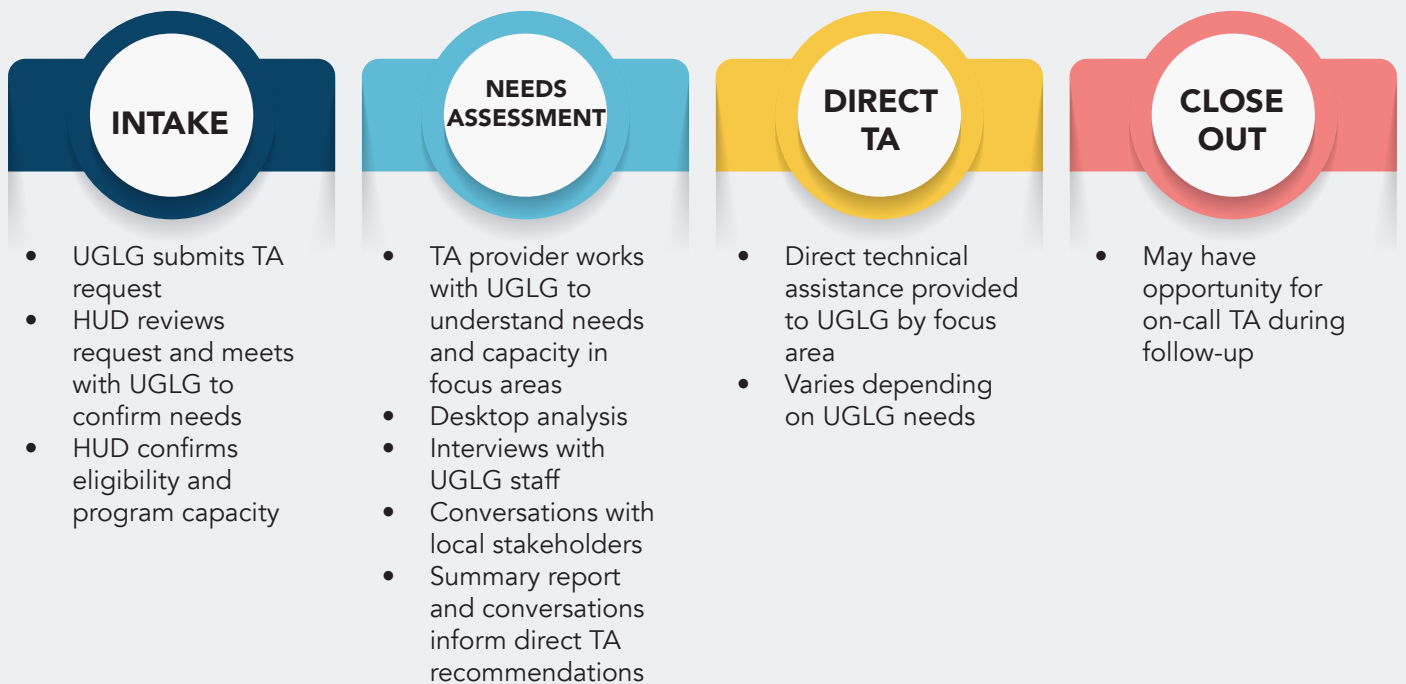 INTAKE
• UGLG submits TA
request
• HUD reviews
request and meets
with UGLG to
confirm needs
• HUD confirms
eligibility and
program capacity
NEEDS
ASSESSMENT
• TA provider works
with UGLG to
understand needs
and capacity in
focus areas
• Desktop analysis
• Interviews with
UGLG staff
• Conversations with
local stakeholders
• Summary report
and conversations
inform direct TA
recommendations
DIRECT
TA
• Direct technical
assistance provided
to UGLG by focus
area
• Varies depending
on UGLG needs
CLOSE
OUT
• May have
opportunity for
on-call TA during
follow-up